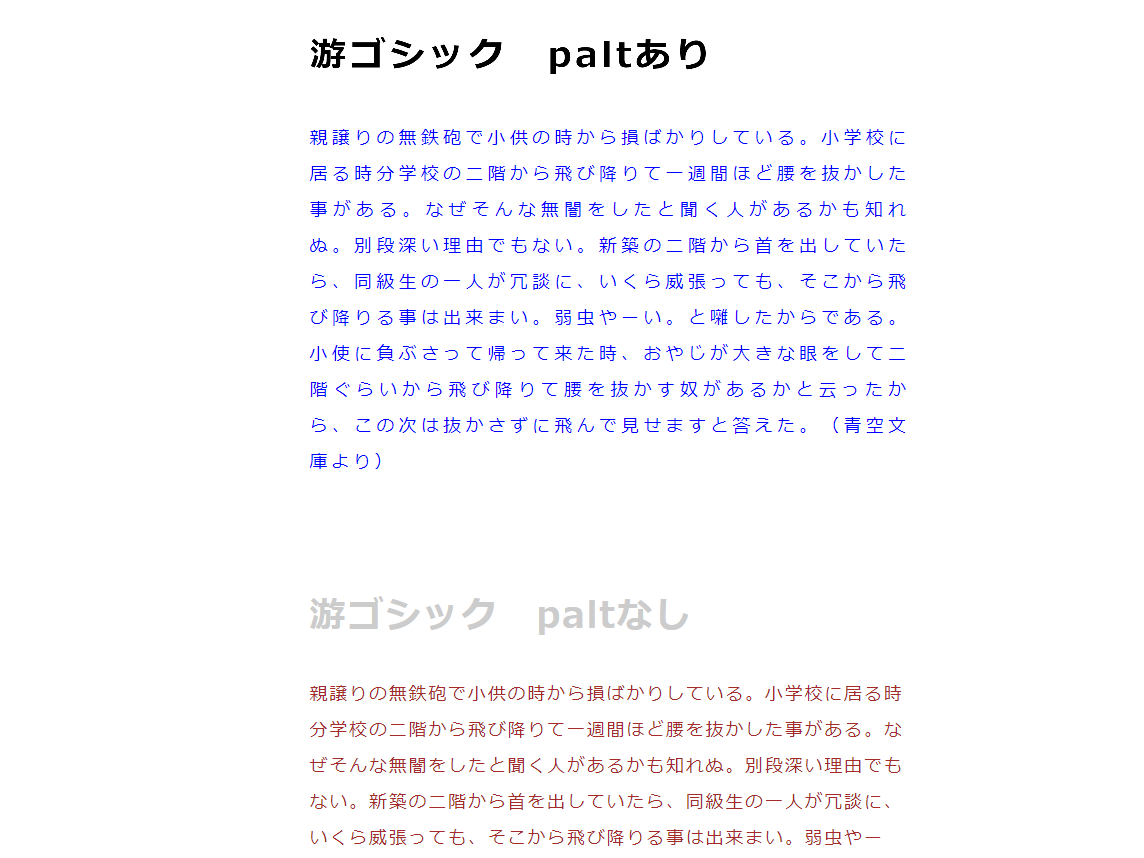 游ゴシック　paltあり
親譲りの無鉄砲で小供の時から損ばかりしている。小学校に
居る時分学校の二階から飛び降りて一週間ほど腰を抜かした
事がある。なぜそんな無闇をしたと聞く人があるかも知れ
ぬ。別段深い理由でもない。新築の二階から首を出していた
ら、同級生の一人が冗談に、いくら威張っても、そこから飛
び降りる事は出来まい。弱虫やーい。と囃したからである。
小使に負ぶさって帰って来た時、おやじが大きな眼をして二
階ぐらいから飛び降りて腰を抜かす奴があるかと云ったか
ら、この次は抜かさずに飛んで見せますと答えた。（青空文
庫より）
游ゴシック　paltなし
親譲りの無鉄砲で小供の時から損ばかりしている。小学校に居る時
分学校の二階から飛び降りて一週間ほど腰を抜かした事がある。な
ぜそんな無闇をしたと聞く人があるかも知れぬ。別段深い理由でも
ない。新築の二階から首を出していたら、同級生の一人が冗談に、
いくら威張っても、そこから飛び降りる事は出来まい。弱虫やー